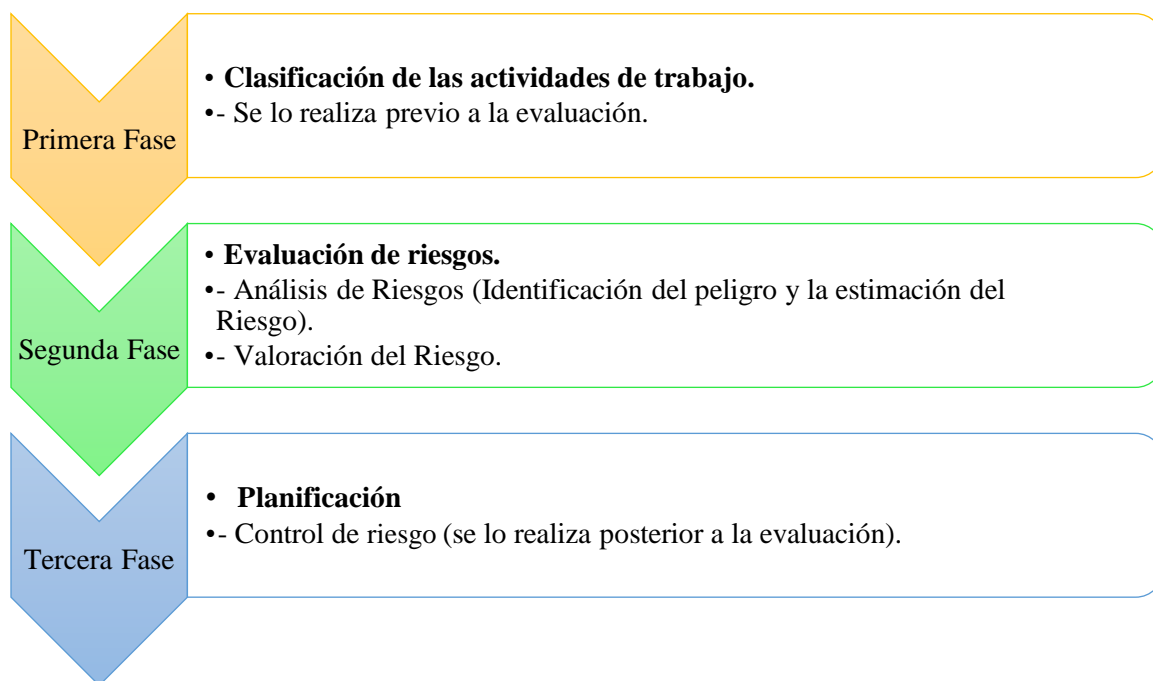 Primera Fase
• Clasificación de las actividades de trabajo.
•- Se lo realiza previo a la evaluación.
Segunda Fase
• Evaluación de riesgos.
•- Análisis de Riesgos (Identificación del peligro y la estimación del
Riesgo).
•- Valoración del Riesgo.
Tercera Fase
• Planificación
•- Control de riesgo (se lo realiza posterior a la evaluación).